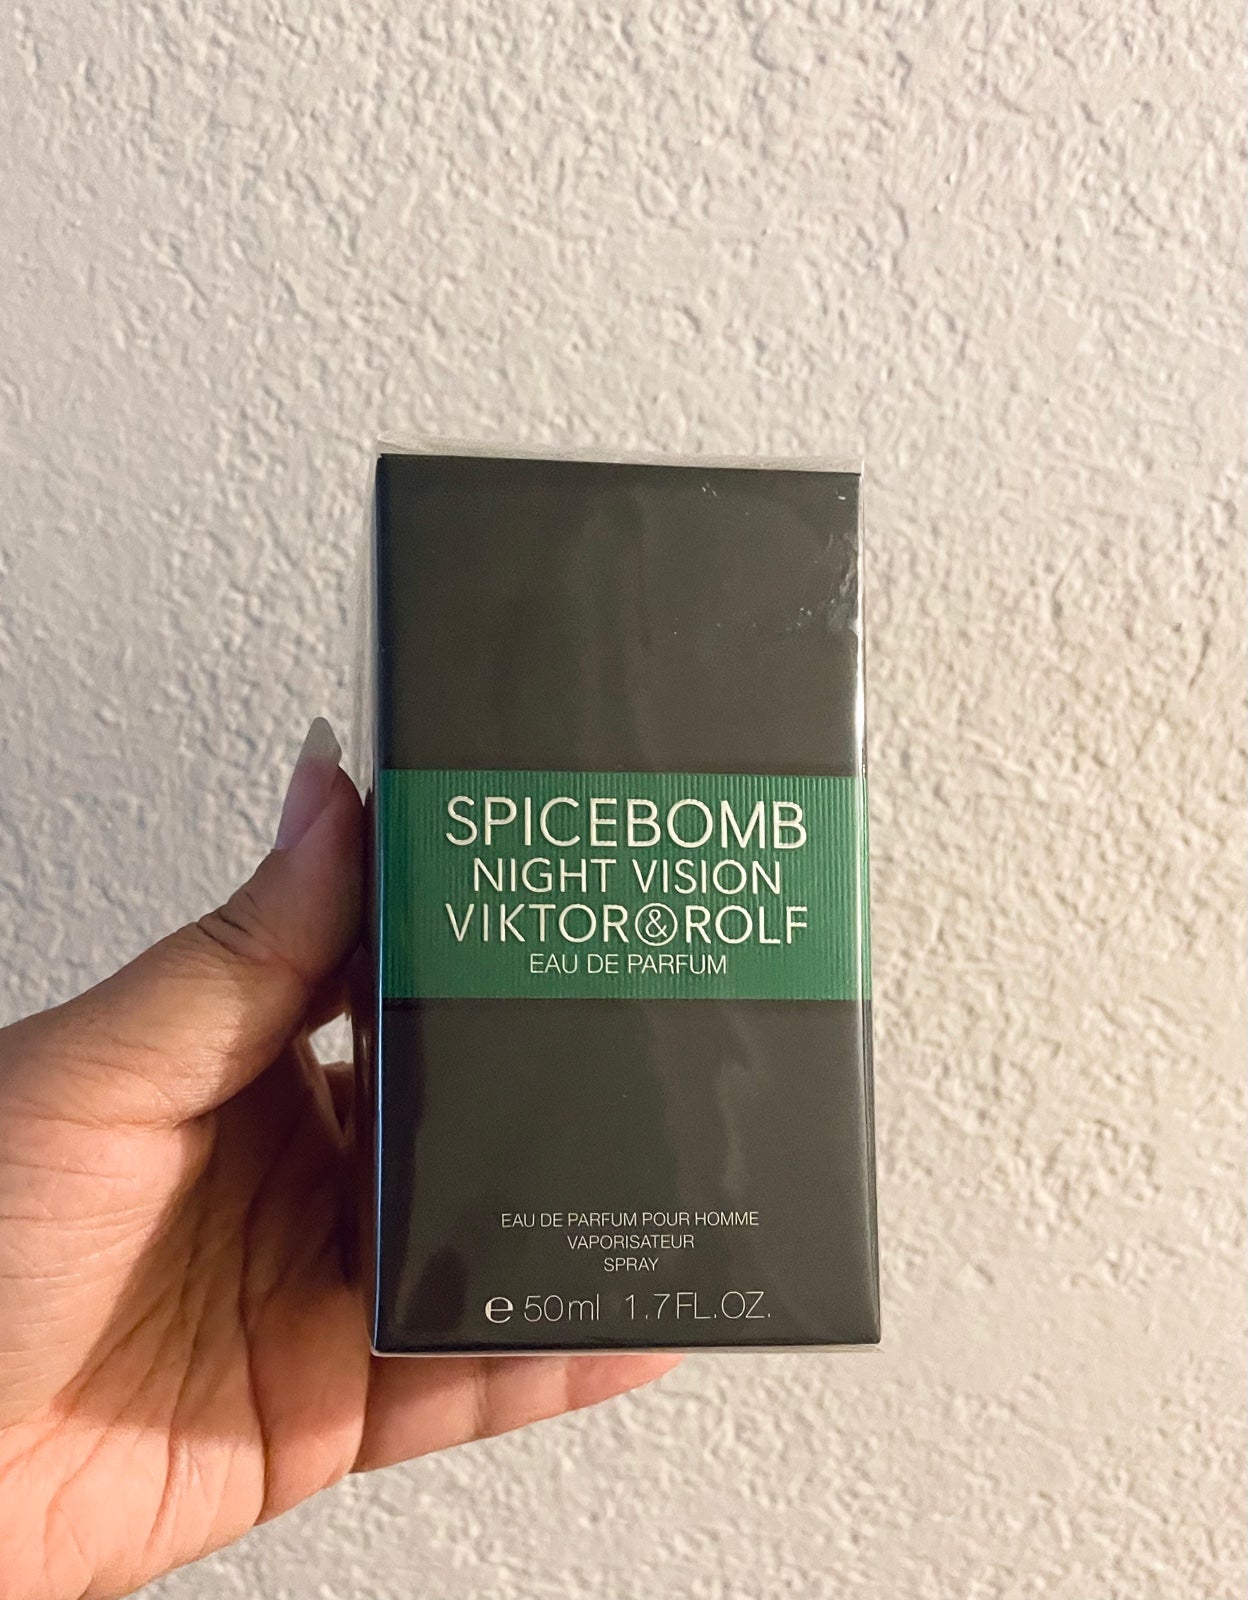 SPICEBOMB
NIGHT VISION
VIKTOR&ROLF
EAU DE PARFUM
EAU DE PARFUM POUR HOMME
VAPORISATEUR
SPRAY
℮ 50ml 1.7FL.OZ.